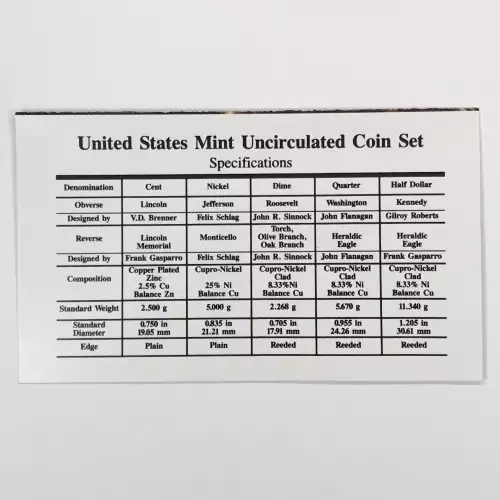 United States Mint Uncirculated Coin Set
Specifications
Denomination Cent Nickel Dime Quarter Half Dollar
Obverse Lincoln Jefferson Roosevelt Washington Kennedy
Designed by V.D. Brenner Felix Schlag John R. Sinnock John Flanagan Gilroy Roberts
Reverse Lincoln Memorial Monticello Torch, Olive Branch, Oak Branch Heraldic Eagle Heraldic Eagle
Designed by Frank Gasparro Felix Schlag John R. Sinnock John Flanagan Frank Gasparro
Composition Copper Plated Zinc 2.5% Cu Balance Zn Cupro-Nickel 25% Ni Balance Cu Cupro-Nickel Clad 8.33%Ni Balance Cu Cupro-Nickel Clad 8.33% Ni Balance Cu Cupro-Nickel Clad 8.33% Ni Balance Cu
Standard Weight 2.500 g 5.000 g 2.268 g 5.670 g 11.340 g
Standard Diameter 0.750 in 19.05 mm 0.835 in 21.21 mm 0.705 in 17.91 mm 0.955 in 24.26 mm 1.205 in 30.61 mm
Edge Plain Plain Reeded Reeded Reeded